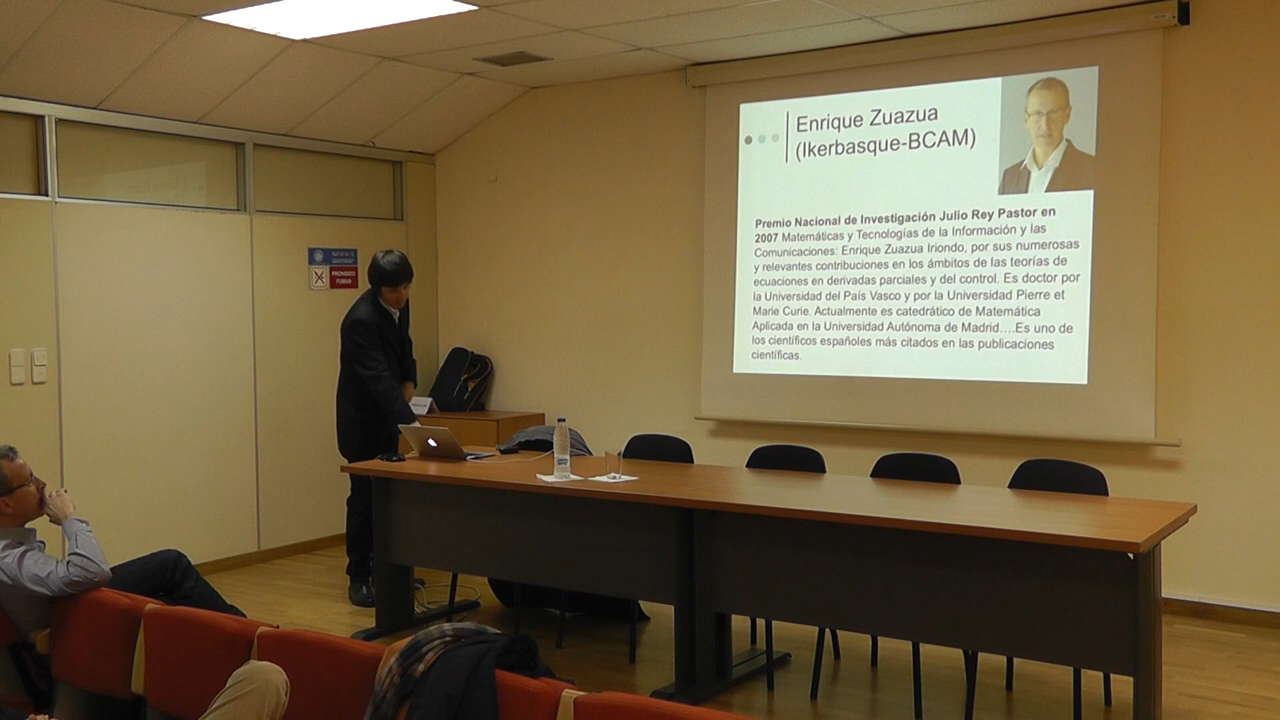 Enrique Zuazua
(Ikerbasque-BCAM)
Premio Nacional de Investigación Julio Rey Pastor en
2007 Matemáticas y Tecnologías de la Información y las
Comunicaciones: Enrique Zuazua Iriondo, por sus numerosas
y relevantes contribuciones en los ámbitos de las teorías de
ecuaciones en derivadas parciales y del control. Es doctor por
la Universidad del País Vasco y por la Universidad Pierre et
Marie Curie. Actualmente es catedrático de Matemática
Aplicada en la Universidad Autónoma de Madrid....Es uno de
los científicos españoles más citados en las publicaciones
científicas.
PROHIBIDO
FUMAR